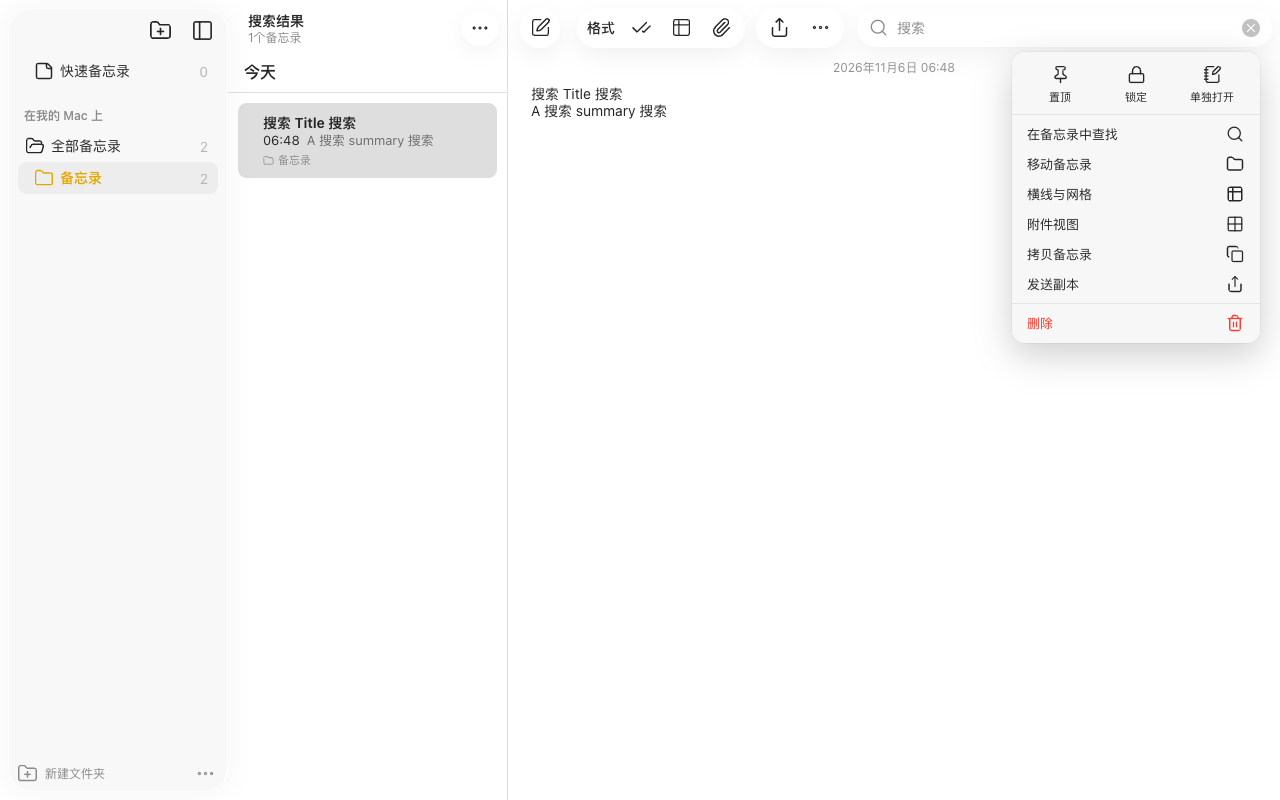 快速备忘录 0
在我的 Mac 上
全部备忘录 2
备忘录 2
新建文件夹
搜索结果
1个备忘录
今天
搜索 Title 搜索
06:48 A 搜索 summary 搜索
备忘录
格式
搜索
2026年11月6日 06:48
搜索 Title 搜索
A 搜索 summary 搜索
置顶 锁定 单独打开
在备忘录中查找
移动备忘录
横线与网格
附件视图
拷贝备忘录
发送副本
删除